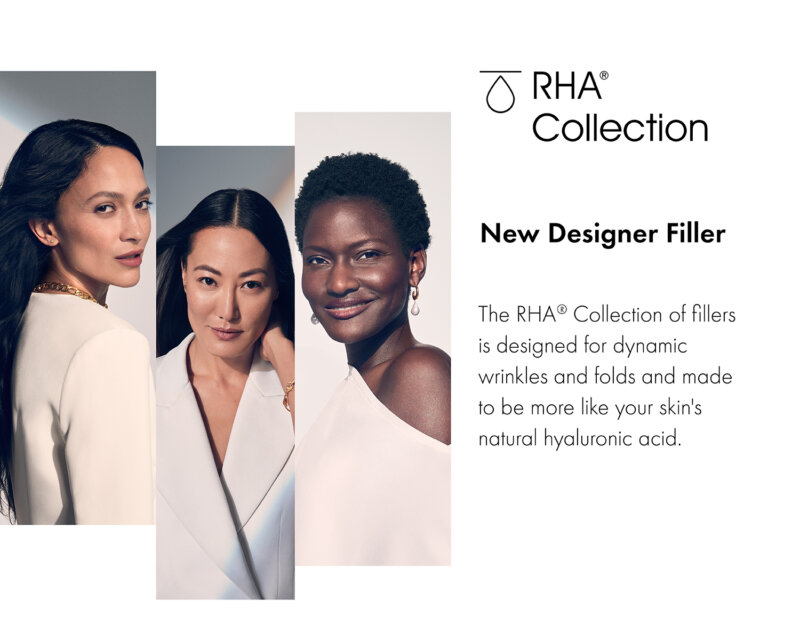 RHA®
Collection
New Designer Filler
The RHA® Collection of fillers
is designed for dynamic
wrinkles and folds and made
to be more like your skin's
natural hyaluronic acid.